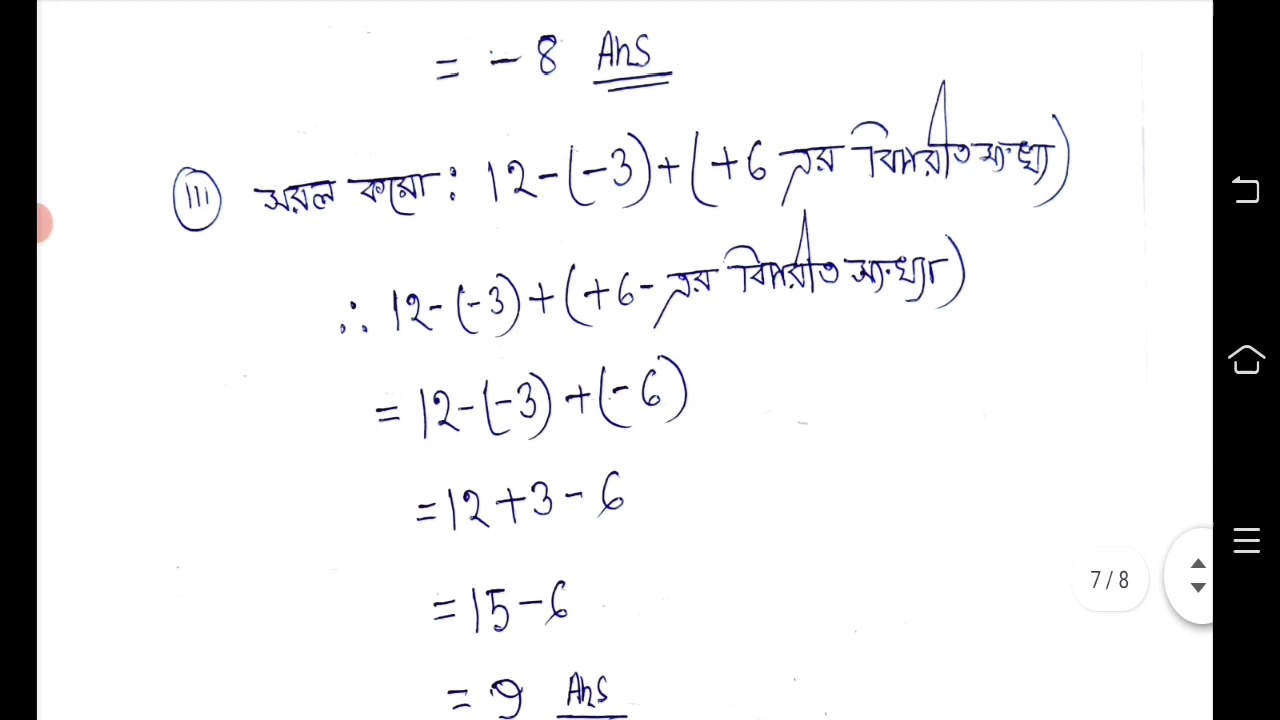 = - 8 Ans
(iii) সরল করো : 12-(-3)+(+6 এর বিপরীত সংখ্যা)
∴ 12-(-3)+(+6-এর বিপরীত সংখ্যা)
= 12-(-3)+(-6)
= 12+3-6
= 15-6
7 / 8
= 9 Ans